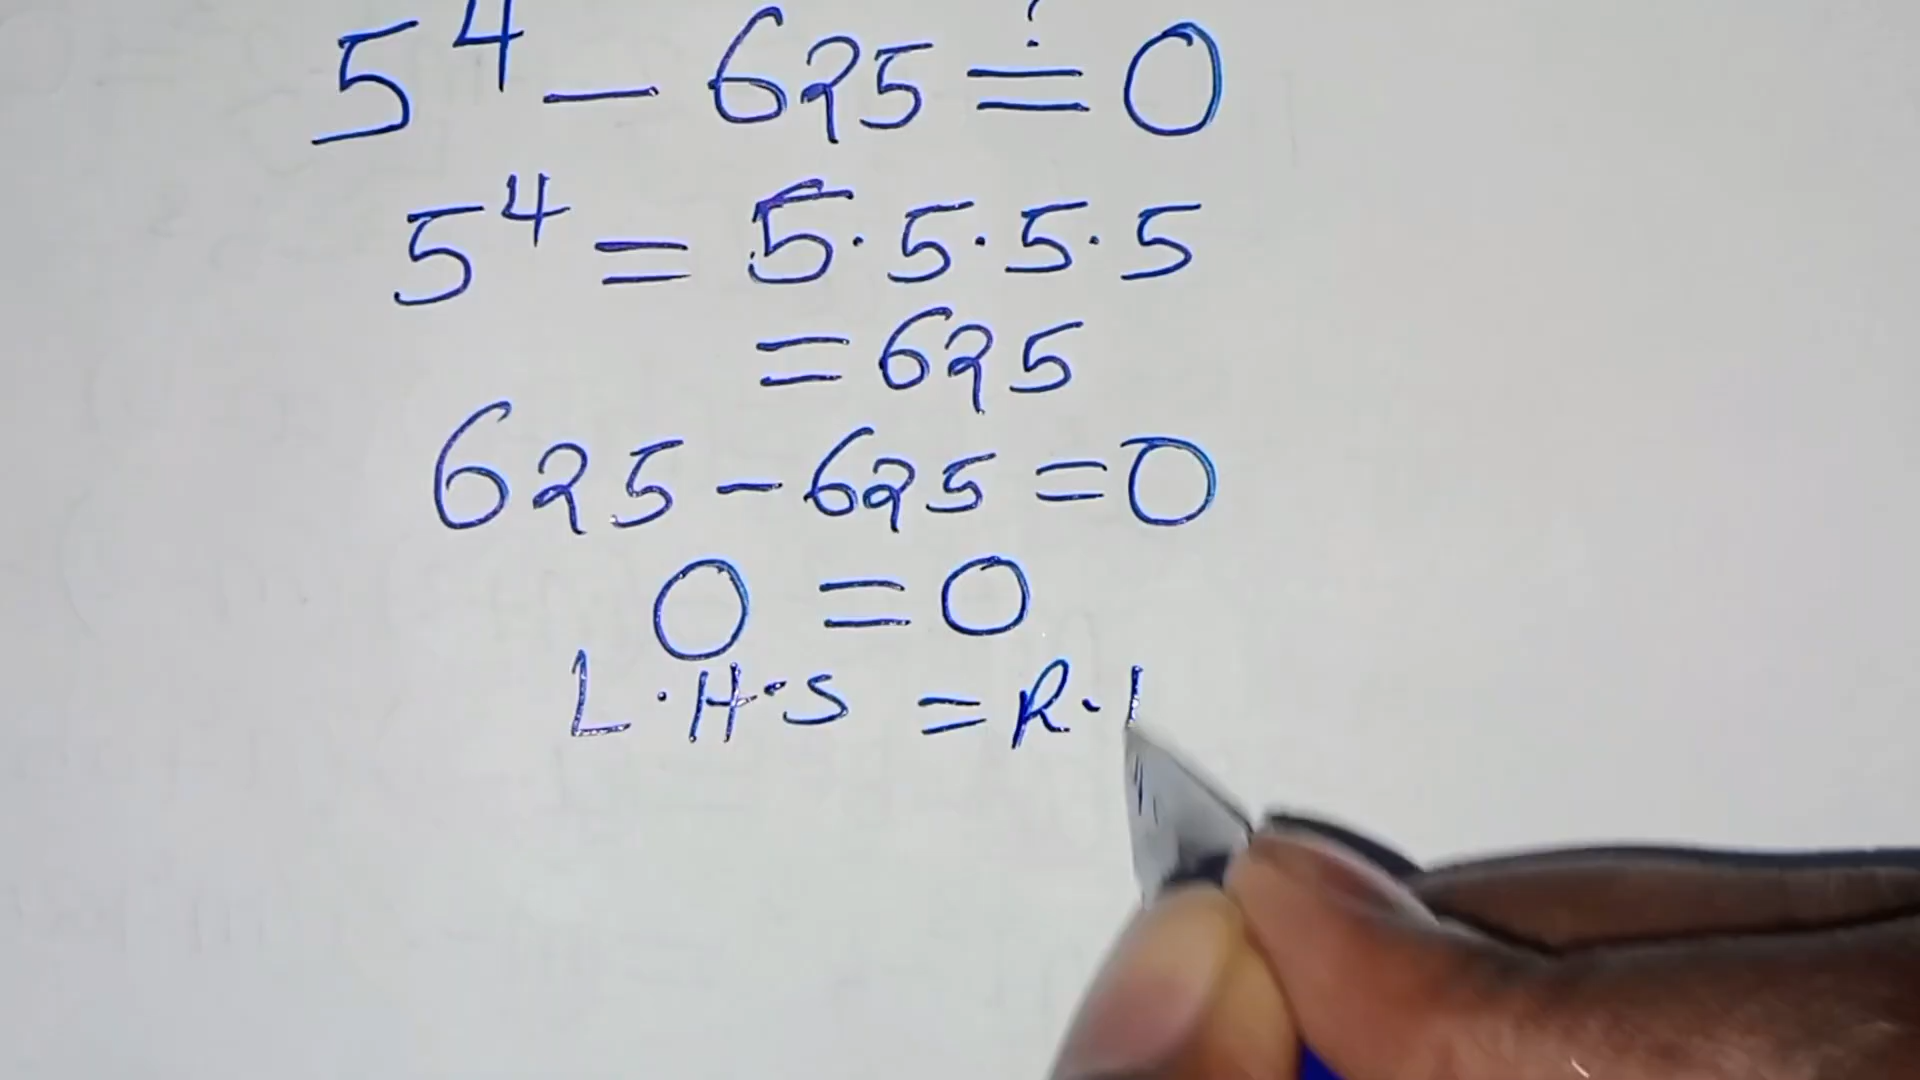 5⁴ - 625 ?= 0
5⁴ = 5·5·5·5
= 625
625 - 625 = 0
0 = 0
L·H·S = R·